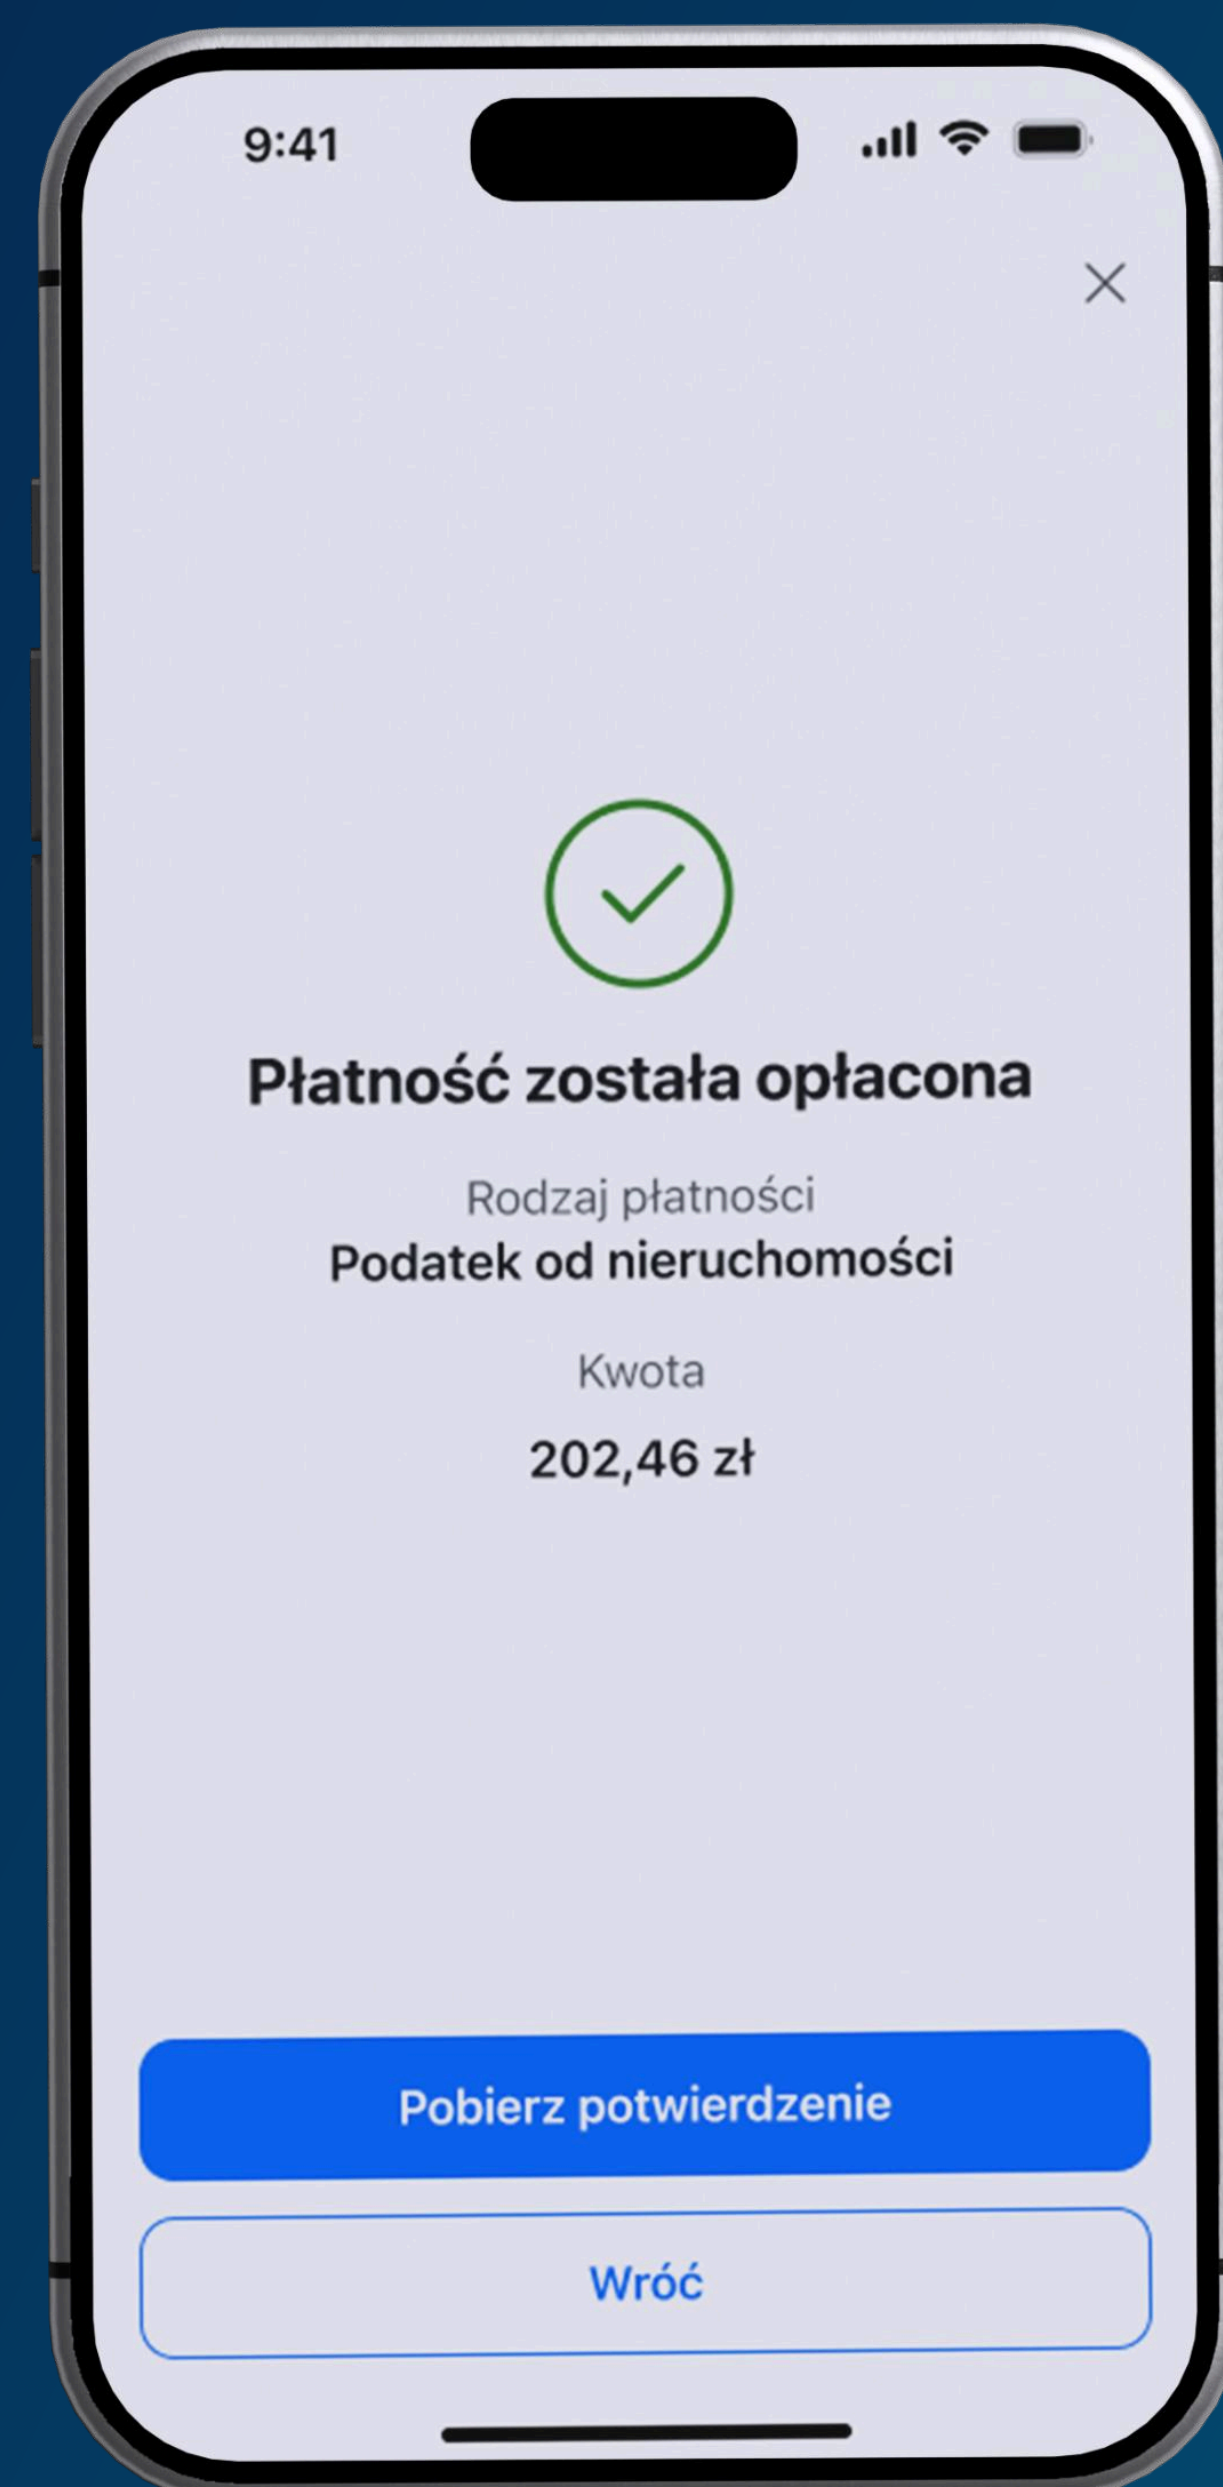 9:41
Płatność została opłacona
Rodzaj płatności
Podatek od nieruchomości
Kwota
202,46 zł
Pobierz potwierdzenie
Wróć